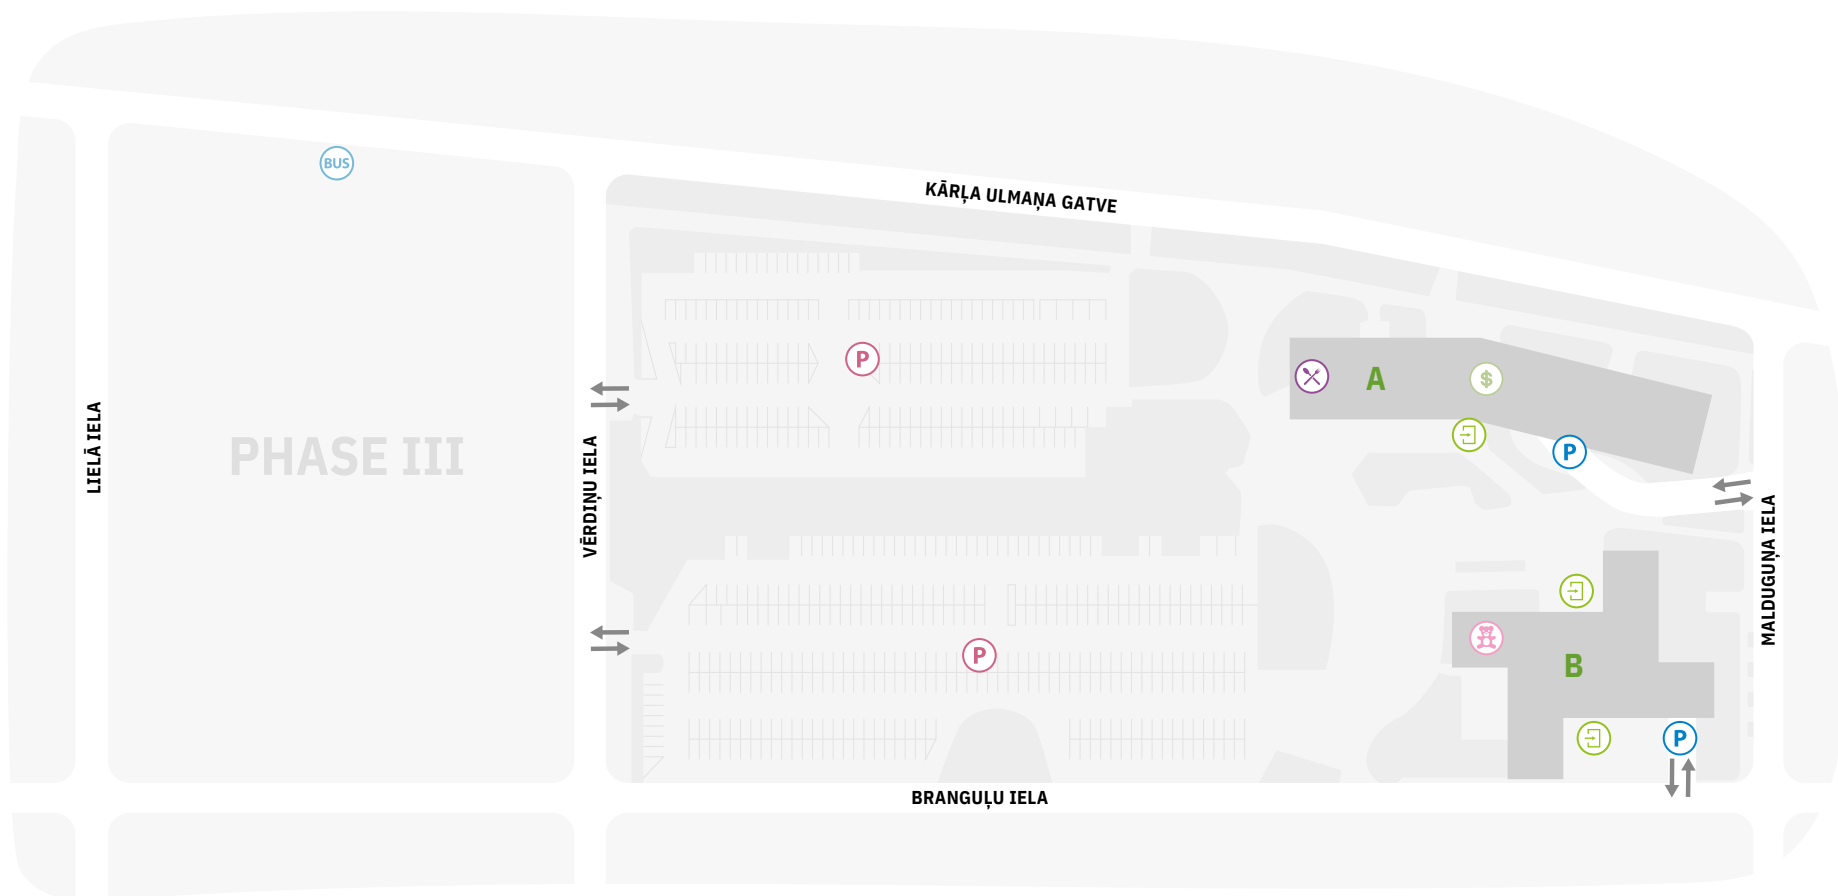 BUS
KĀRĻA ULMAŅA GATVE
P
A
$
P
LIELĀ IELA
PHASE III
VĒRDIŅU IELA
MALDUGUŅA IELA
P
B
P
BRANGUĻU IELA